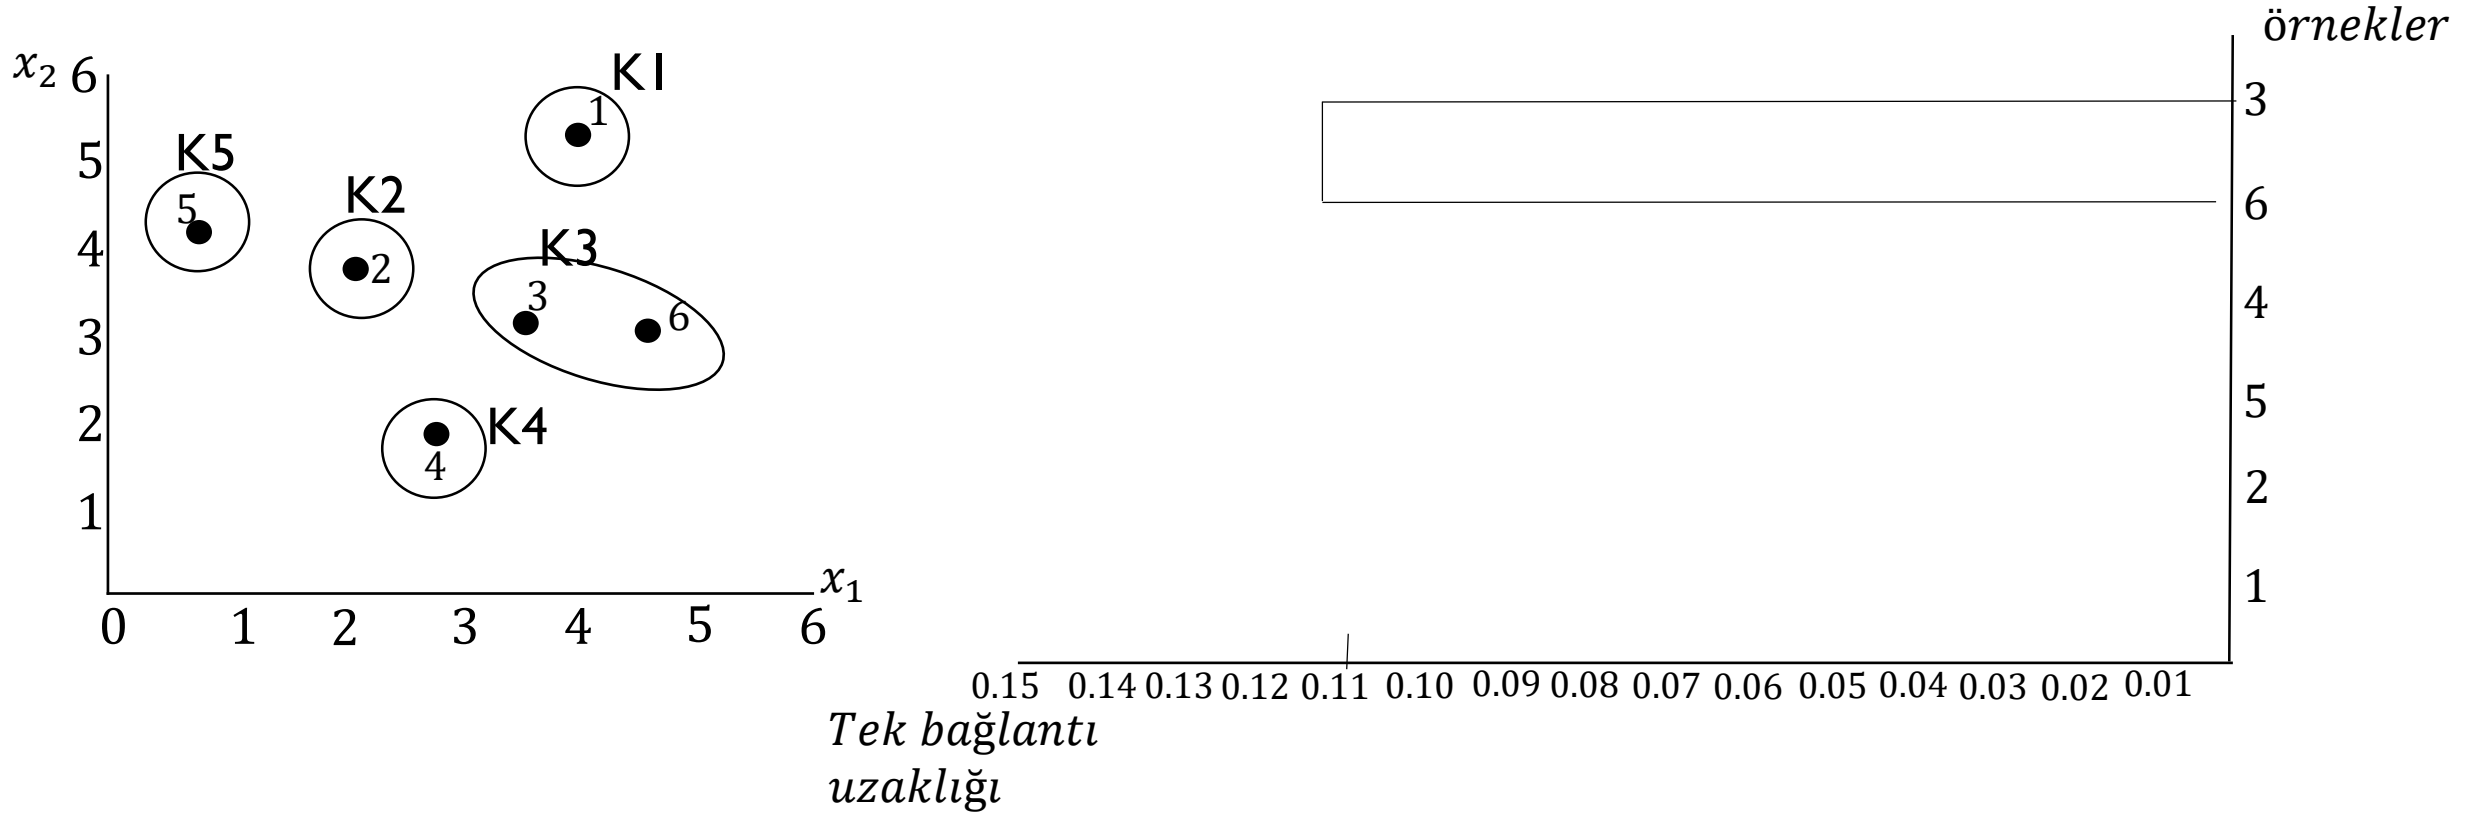 x₂ 6
K1
1
5
K5
K2
5
4
2
K3
3
6
3
2
K4
4
1
x₁
0 1 2 3 4 5 6
örnekler
3
6
4
5
2
1
0.15 0.14 0.13 0.12 0.11 0.10 0.09 0.08 0.07 0.06 0.05 0.04 0.03 0.02 0.01
Tek bağlantı
uzaklığı